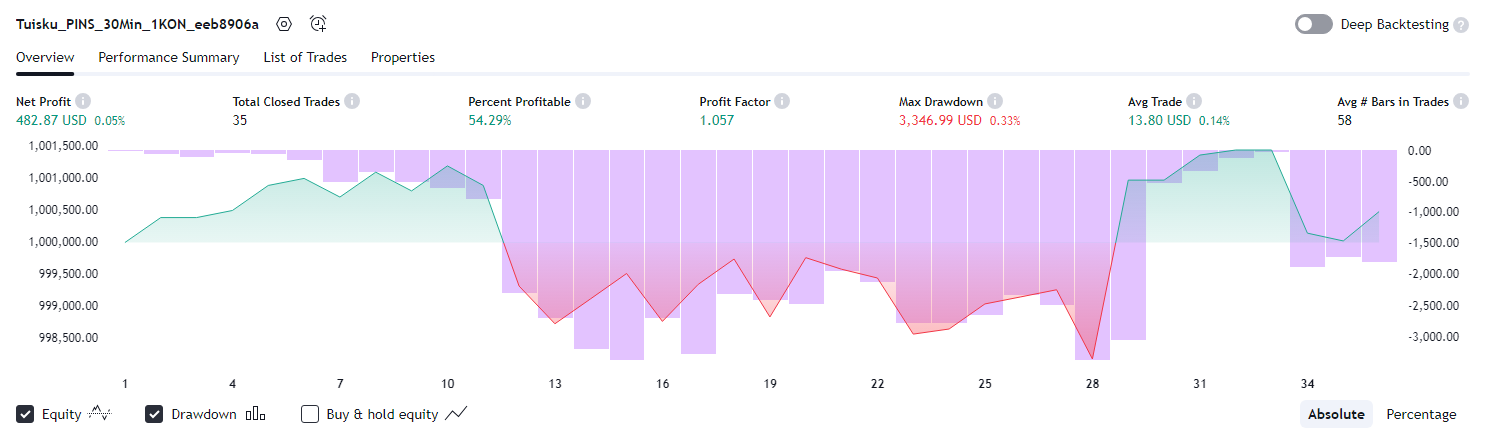 Tuisku_PINS_30Min_1KON_eeb8906a Deep Backtesting ?
Overview Performance Summary List of Trades Properties
Net Profit i Total Closed Trades i Percent Profitable i Profit Factor i Max Drawdown i Avg Trade i Avg # Bars in Trades i
482.87 USD 0.05% 35 54.29% 1.057 3,346.99 USD 0.33% 13.80 USD 0.14% 58
1,001,500.00 0.00
1,001,000.00 -500.00
1,000,500.00 -1,000.00
1,000,000.00 -1,500.00
999,500.00 -2,000.00
999,000.00 -2,500.00
998,500.00 -3,000.00
1 4 7 10 13 16 19 22 25 28 31 34
Equity Drawdown Buy & hold equity Absolute Percentage